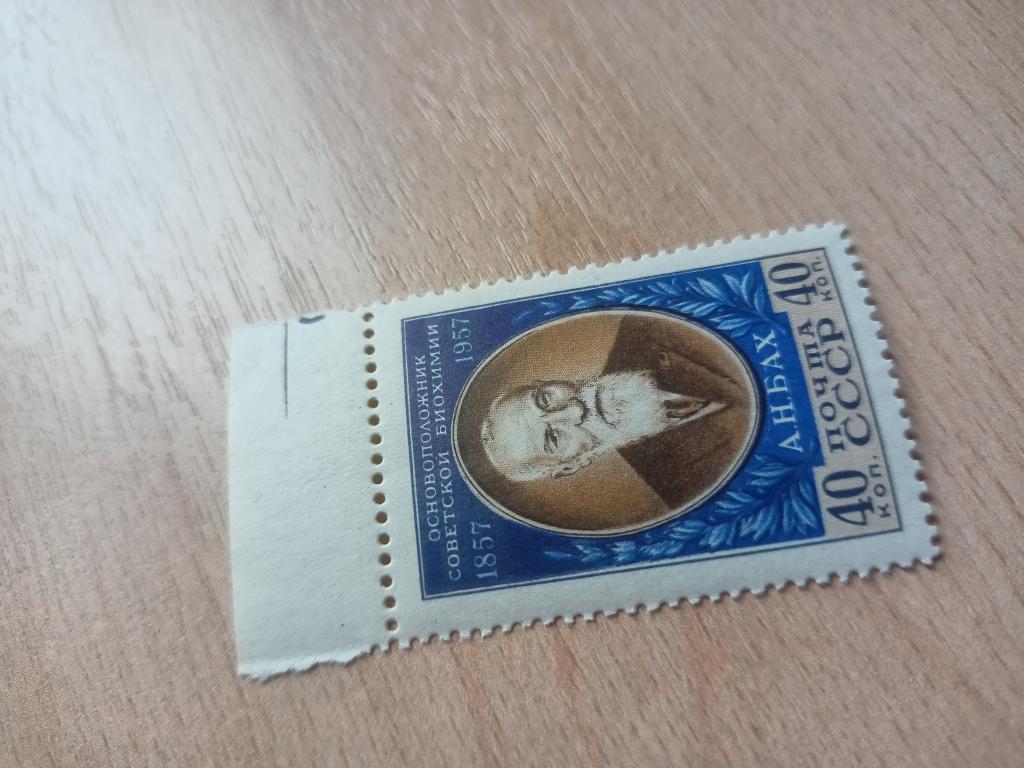 ОСНОВОПОЛОЖНИК
СОВЕТСКОЙ БИОХИМИИ
1857 1957
А.Н.БАХ
40 ПОЧТА 40
КОП. СССР КОП.